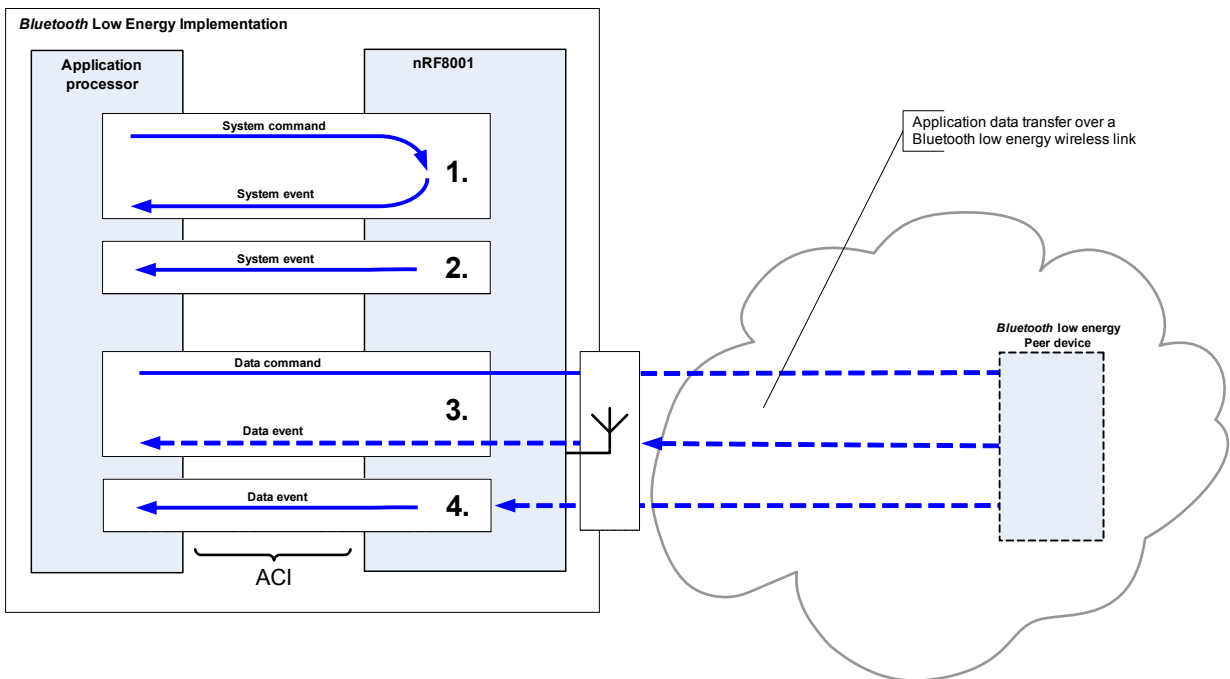 Bluetooth Low Energy Implementation
Application
processor
nRF8001
System command
1.
System event
System event
2.
Data command
3.
Data event
Data event
4.
ACI
Application data transfer over a
Bluetooth low energy wireless link
Bluetooth low energy
Peer device